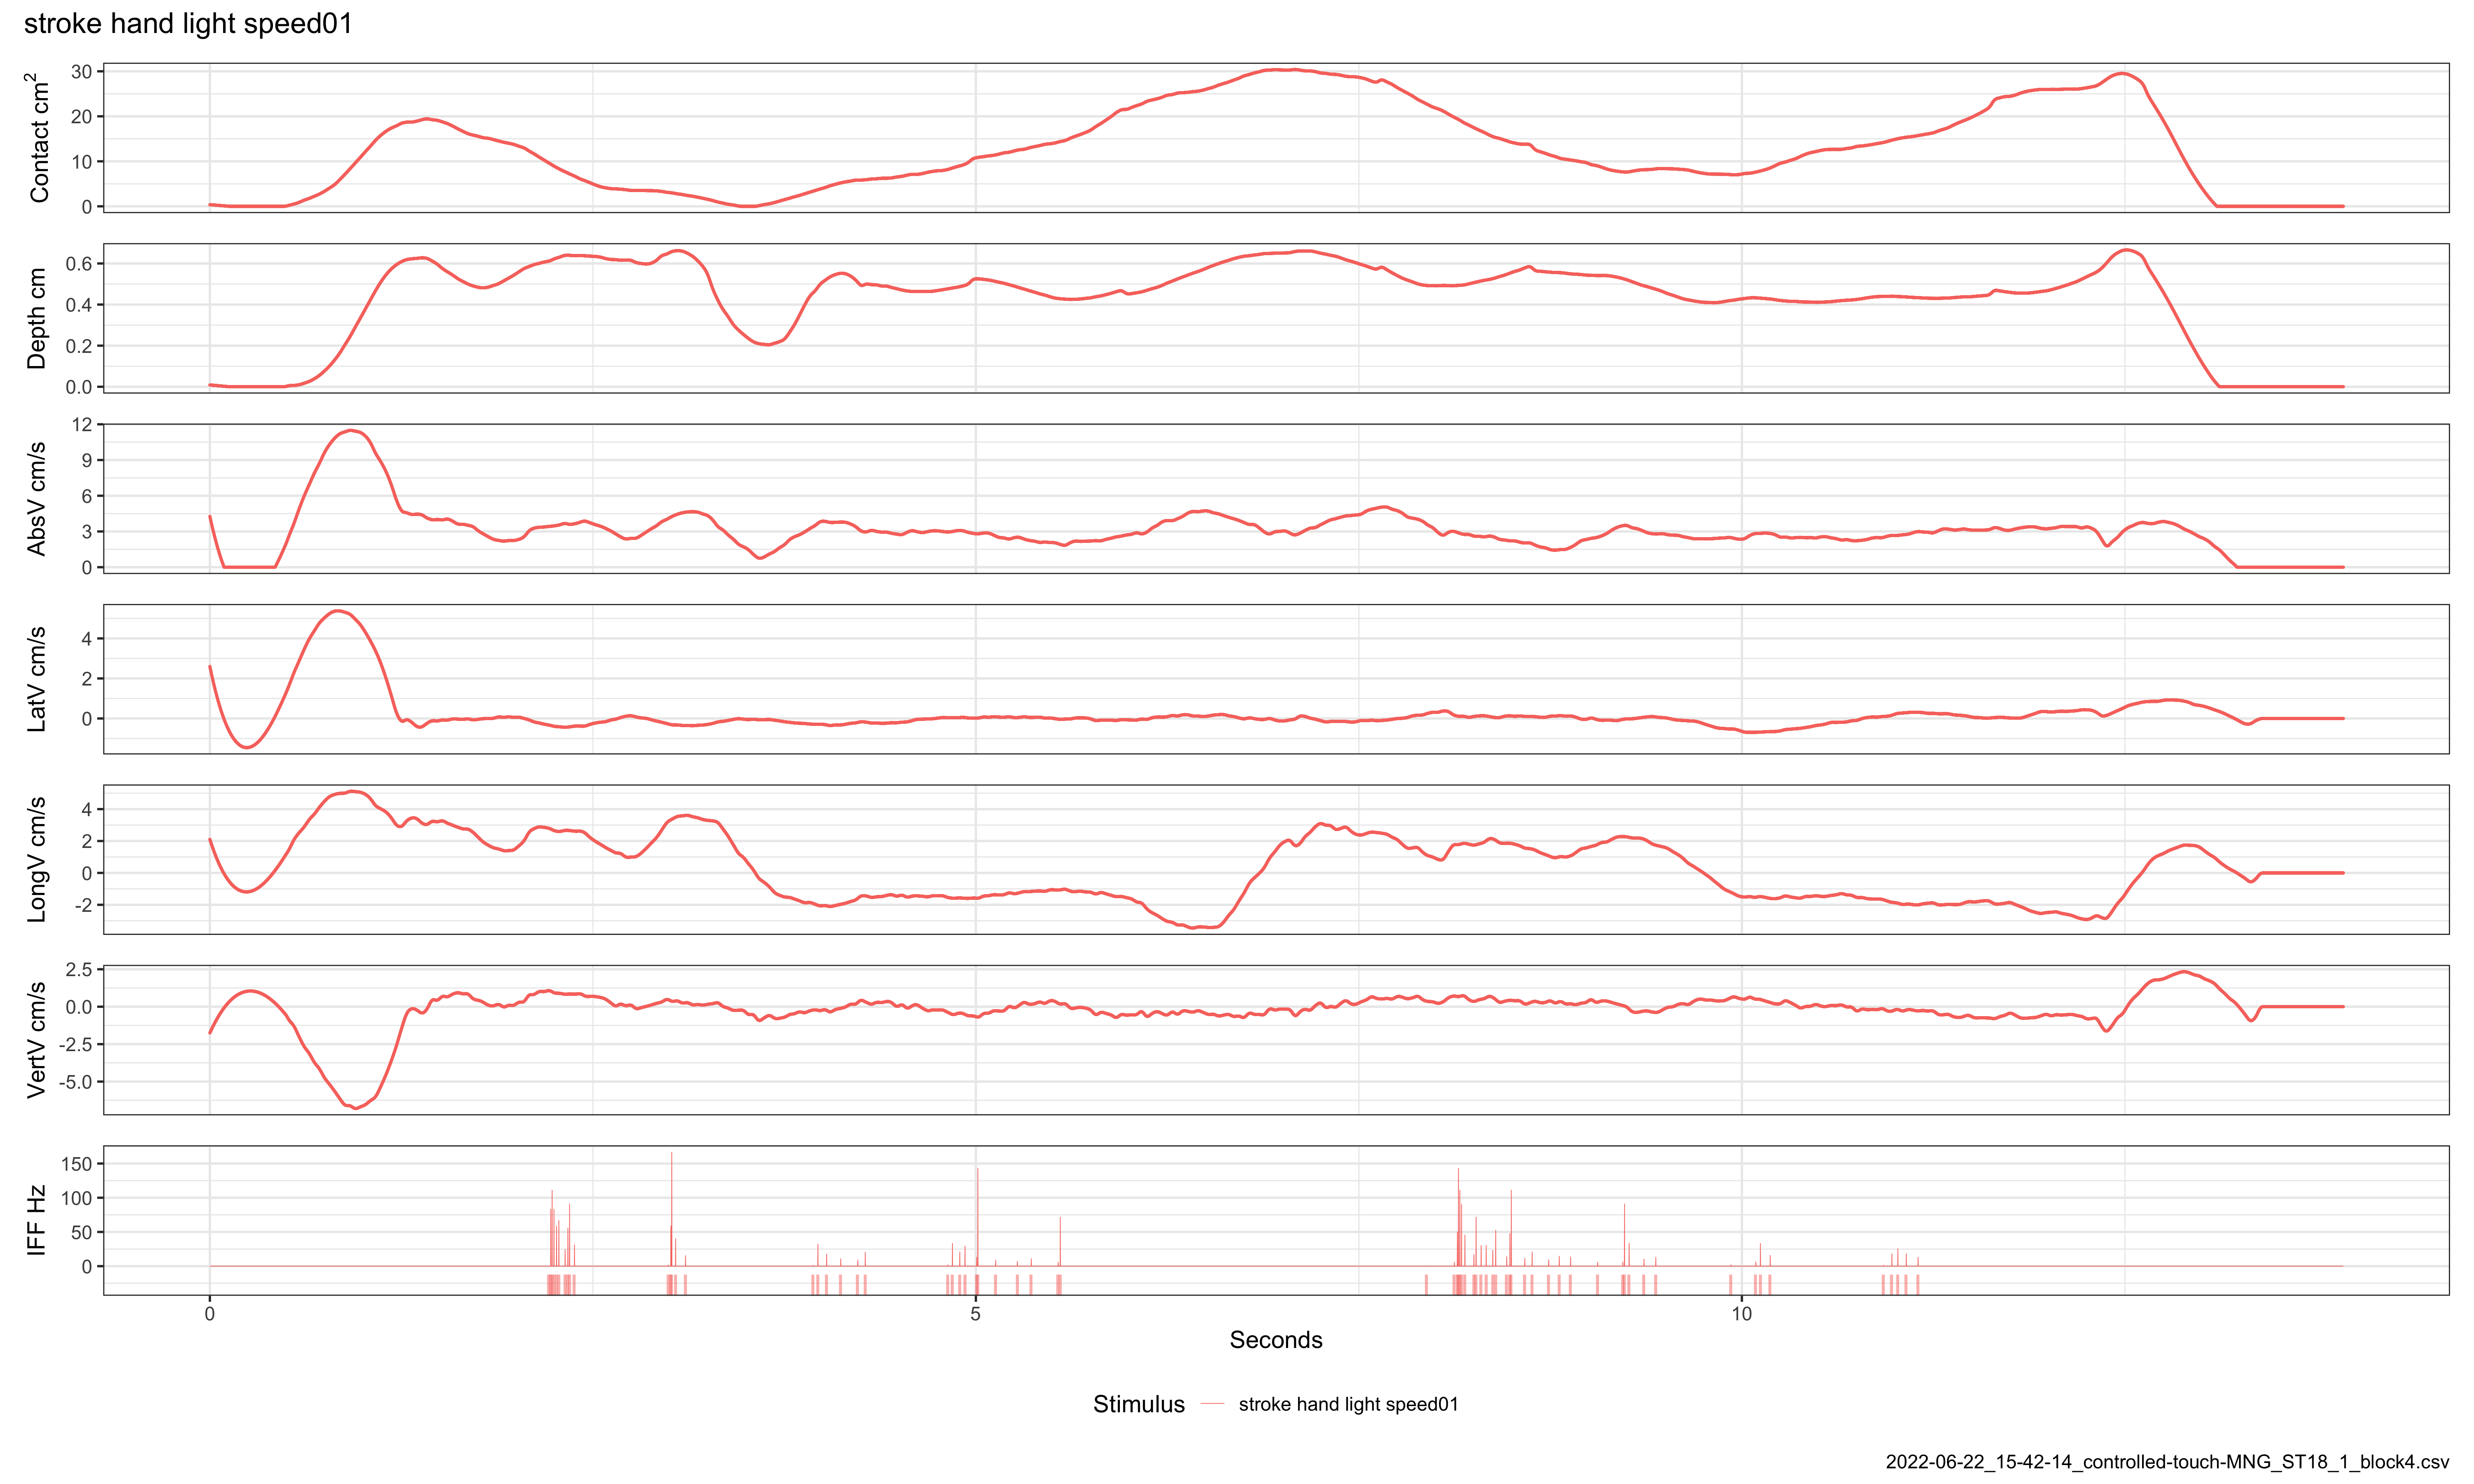 stroke hand light speed01
Contact cm²
30
20
10
0
Depth cm
0.6
0.4
0.2
0.0
AbsV cm/s
12
9
6
3
0
LatV cm/s
4
2
0
LongV cm/s
4
2
0
-2
VertV cm/s
2.5
0.0
-2.5
-5.0
IFF Hz
150
100
50
0
0 5 10
Seconds
Stimulus stroke hand light speed01
2022-06-22_15-42-14_controlled-touch-MNG_ST18_1_block4.csv